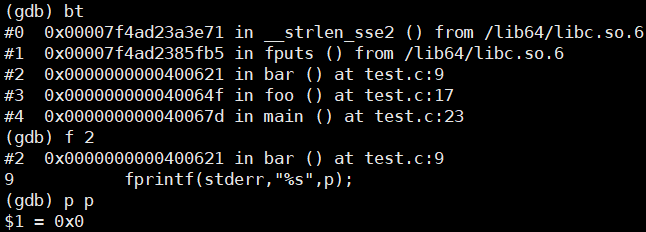 (gdb) bt
#0  0x00007f4ad23a3e71 in __strlen_sse2 () from /lib64/libc.so.6
#1  0x00007f4ad2385fb5 in fputs () from /lib64/libc.so.6
#2  0x0000000000400621 in bar () at test.c:9
#3  0x000000000040064f in foo () at test.c:17
#4  0x000000000040067d in main () at test.c:23
(gdb) f 2
#2  0x0000000000400621 in bar () at test.c:9
9           fprintf(stderr,"%s",p);
(gdb) p p
$1 = 0x0